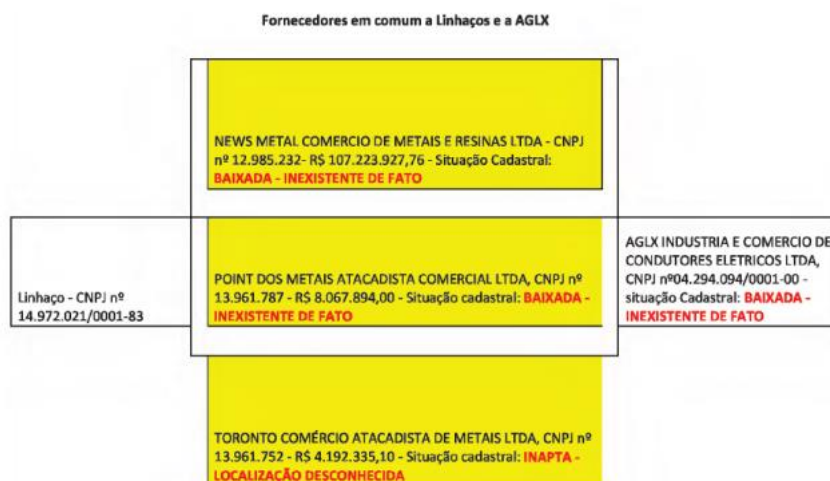 Fornecedores em comum a Linhaços e a AGLX
NEWS METAL COMERCIO DE METAIS E RESINAS LTDA - CNPJ
nº 12.985.232- R$ 107.223.927,76 - Situação Cadastral:
BAIXADA - INEXISTENTE DE FATO
Linhaço - CNPJ nº
14.972.021/0001-83
POINT DOS METAIS ATACADISTA COMERCIAL LTDA, CNPJ nº
13.961.787 - R$ 8.067.894,00 - Situação cadastral: BAIXADA -
INEXISTENTE DE FATO
AGLX INDUSTRIA E COMERCIO DE
CONDUTORES ELETRICOS LTDA,
CNPJ nº04.294.094/0001-00 -
situação Cadastral: BAIXADA -
INEXISTENTE DE FATO
TORONTO COMÉRCIO ATACADISTA DE METAIS LTDA, CNPJ nº
13.961.752 - R$ 4.192.335,10 - Situação cadastral: INAPTA -
LOCALIZAÇÃO DESCONHECIDA